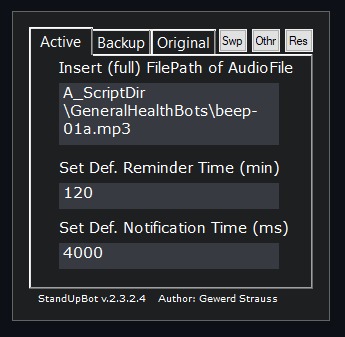 Active Backup Original Swp Othr Res
Insert (full) FilePath of AudioFile
A_ScriptDir
\GeneralHealthBots\beep-
01a.mp3
Set Def. Reminder Time (min)
120
Set Def. Notification Time (ms)
4000
StandUpBot v.2.3.2.4 Author: Gewerd Strauss